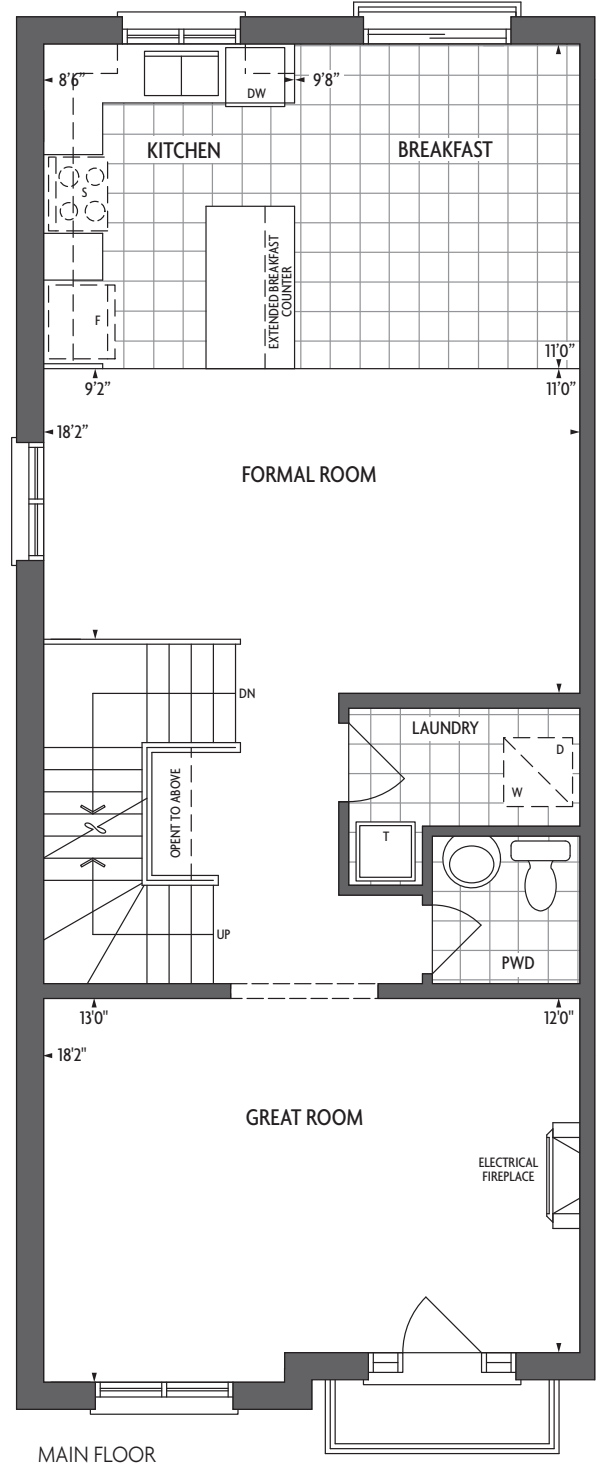 8'6"
9'8"
DW
KITCHEN
BREAKFAST
S
EXTENDED BREAKFAST
COUNTER
F
11'0"
9'2"
11'0"
18'2"
FORMAL ROOM
DN
LAUNDRY
D
W
OPENT TO ABOVE
T
UP
PWD
13'0"
12'0"
18'2"
GREAT ROOM
ELECTRICAL
FIREPLACE
MAIN FLOOR